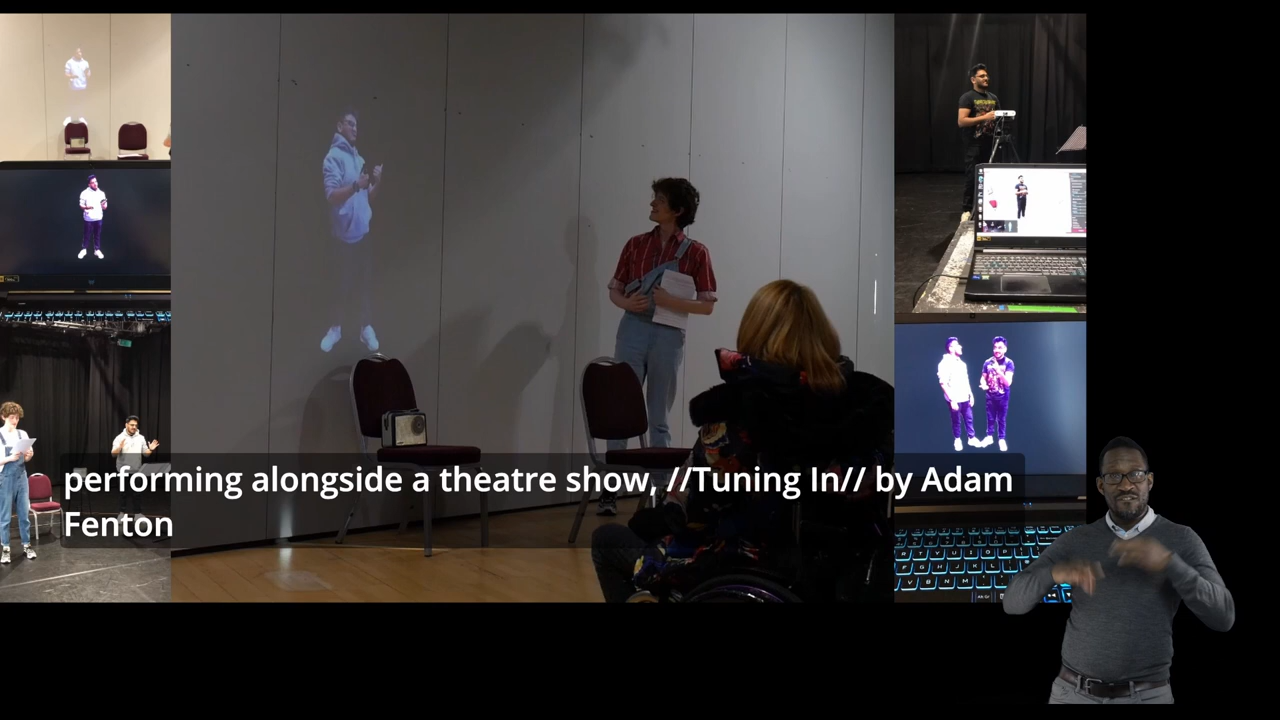 performing alongside a theatre show, //Tuning In// by Adam
Fenton